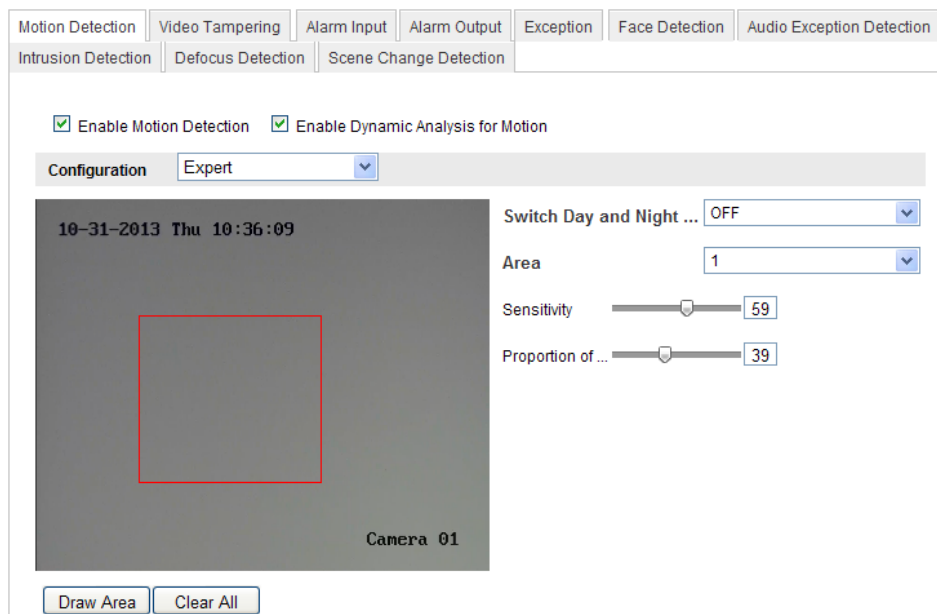 Motion Detection Video Tampering Alarm Input Alarm Output Exception Face Detection Audio Exception Detection
Intrusion Detection Defocus Detection Scene Change Detection
Enable Motion Detection Enable Dynamic Analysis for Motion
Configuration Expert
10-31-2013 Thu 10:36:09
Camera 01
Switch Day and Night ... OFF
Area 1
Sensitivity 59
Proportion of ... 39
Draw Area Clear All